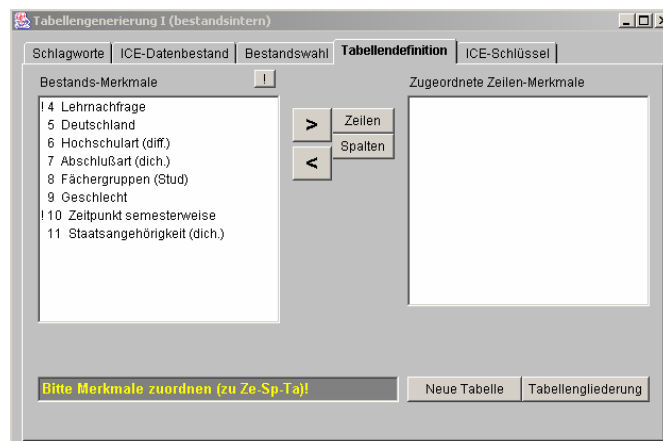 Tabellengenerierung I (bestandsintern)
Schlagworte ICE-Datenbestand Bestandswahl Tabellendefinition ICE-Schlüssel
Bestands-Merkmale ! Zugeordnete Zeilen-Merkmale
! 4 Lehrnachfrage
5 Deutschland
6 Hochschulart (diff.)
7 Abschlußart (dich.)
8 Fächergruppen (Stud)
9 Geschlecht
! 10 Zeitpunkt semesterweise
11 Staatsangehörigkeit (dich.)
> Zeilen
Spalten
<
Bitte Merkmale zuordnen (zu Ze-Sp-Ta)! Neue Tabelle Tabellengliederung